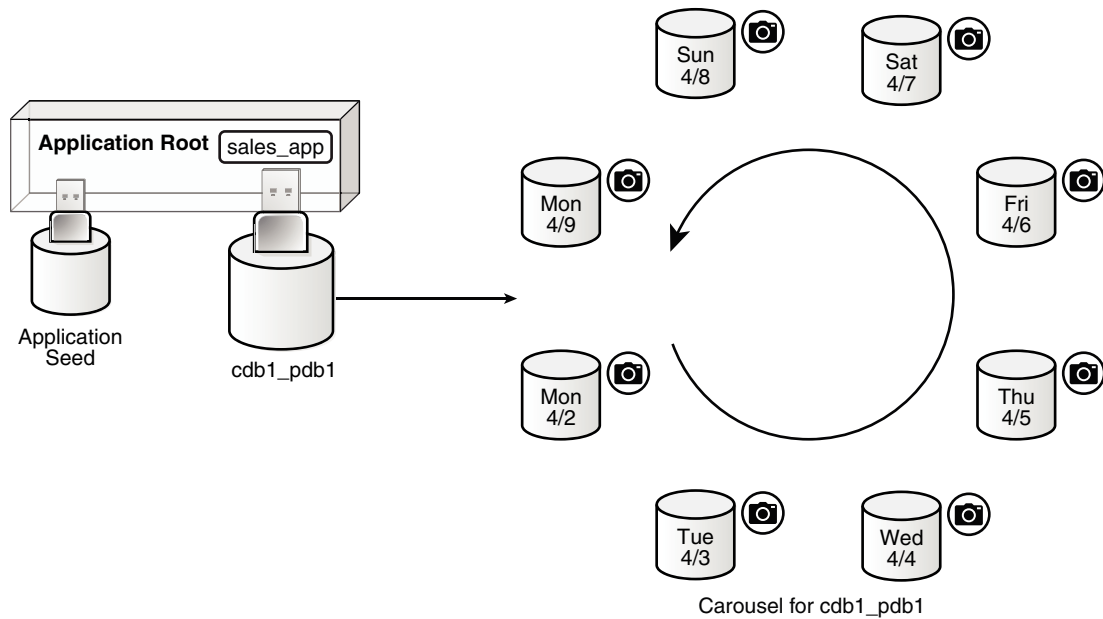 Application Root
sales_app
Application
Seed
cdb1_pdb1
Sun
4/8
Sat
4/7
Mon
4/9
Fri
4/6
Mon
4/2
Thu
4/5
Tue
4/3
Wed
4/4
Carousel for cdb1_pdb1